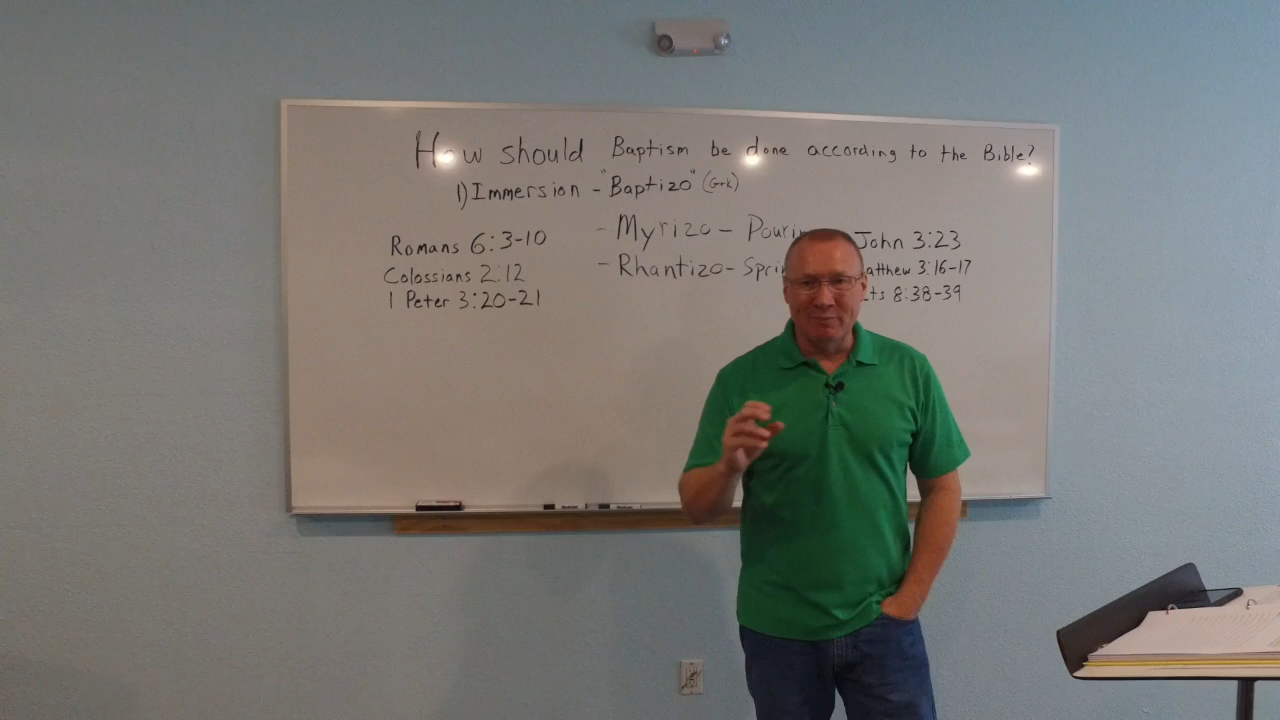 How should Baptism be done according to the Bible?
1) Immersion - "Baptizo" (Grk)
Romans 6:3-10
Colossians 2:12
1 Peter 3:20-21
- Myrizo - Pourin
- Rhantizo - Spri
John 3:23
atthew 3:16-17
ts 8:38-39